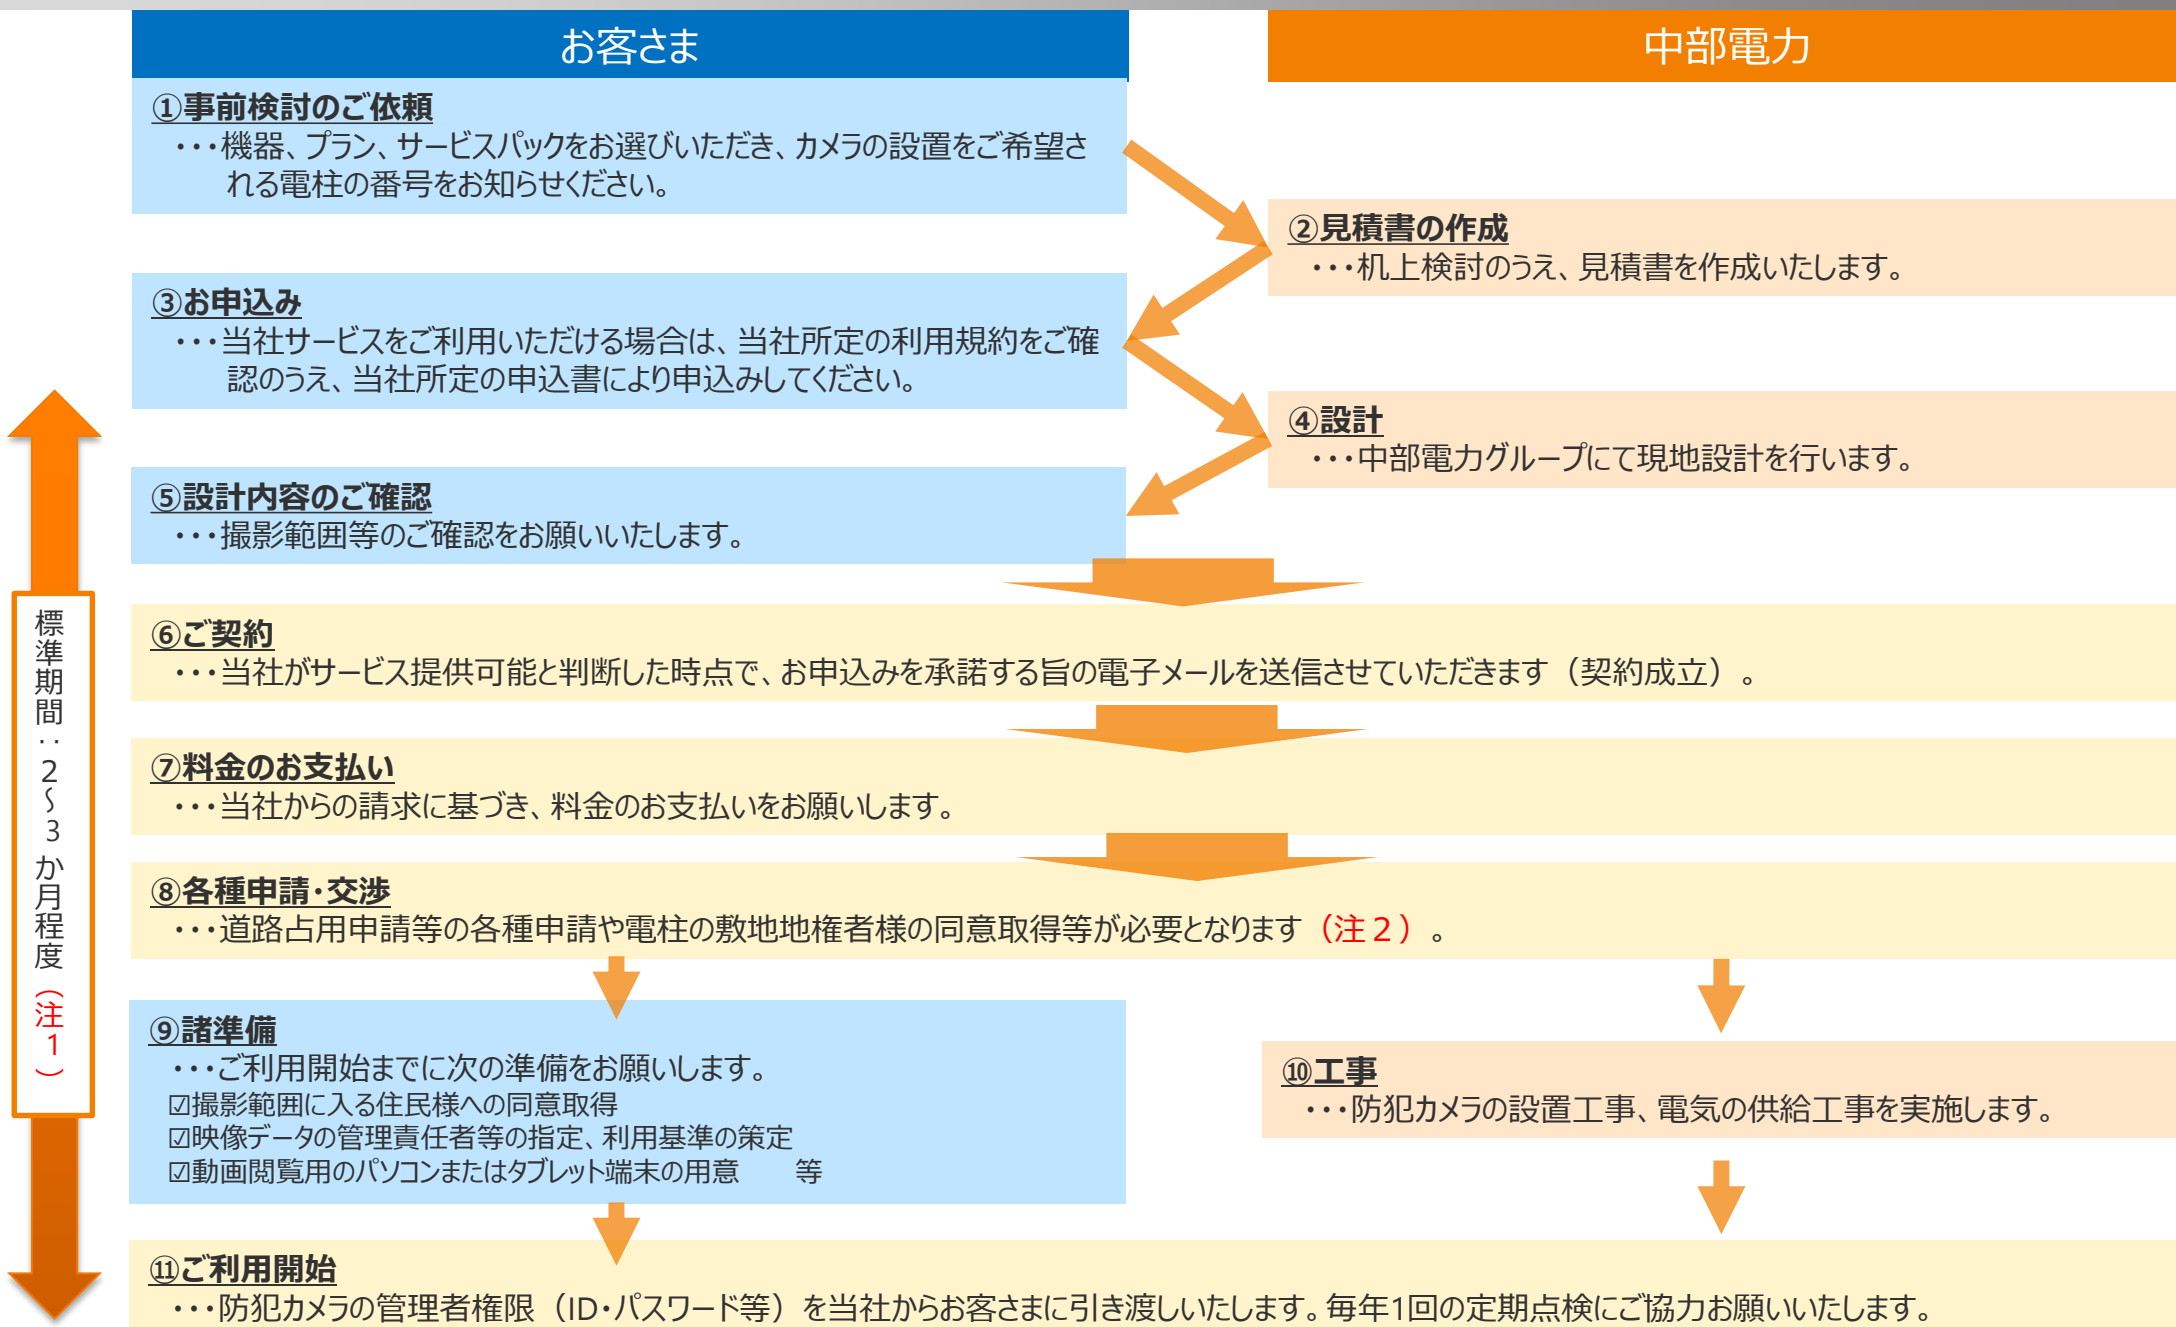 お客さま
中部電力
①事前検討のご依頼
・・・機器、プラン、サービスパックをお選びいただき、カメラの設置をご希望さ
れる電柱の番号をお知らせください。
②見積書の作成
・・・机上検討のうえ、見積書を作成いたします。
③お申込み
・・・当社サービスをご利用いただける場合は、当社所定の利用規約をご確
認のうえ、当社所定の申込書により申込みしてください。
④設計
・・・中部電力グループにて現地設計を行います。
⑤設計内容のご確認
・・・撮影範囲等のご確認をお願いいたします。
⑥ご契約
・・・当社がサービス提供可能と判断した時点で、お申込みを承諾する旨の電子メールを送信させていただきます（契約成立）。
⑦料金のお支払い
・・・当社からの請求に基づき、料金のお支払いをお願いします。
⑧各種申請・交渉
・・・道路占用申請等の各種申請や電柱の敷地地権者様の同意取得等が必要となります（注２）。
標準期間：２～３か月程度（注１）
⑨諸準備
・・・ご利用開始までに次の準備をお願いします。
☑撮影範囲に入る住民様への同意取得
☑映像データの管理責任者等の指定、利用基準の策定
☑動画閲覧用のパソコンまたはタブレット端末の用意　　等
⑩工事
・・・防犯カメラの設置工事、電気の供給工事を実施します。
⑪ご利用開始
・・・防犯カメラの管理者権限（ID・パスワード等）を当社からお客さまに引き渡しいたします。毎年1回の定期点検にご協力お願いいたします。